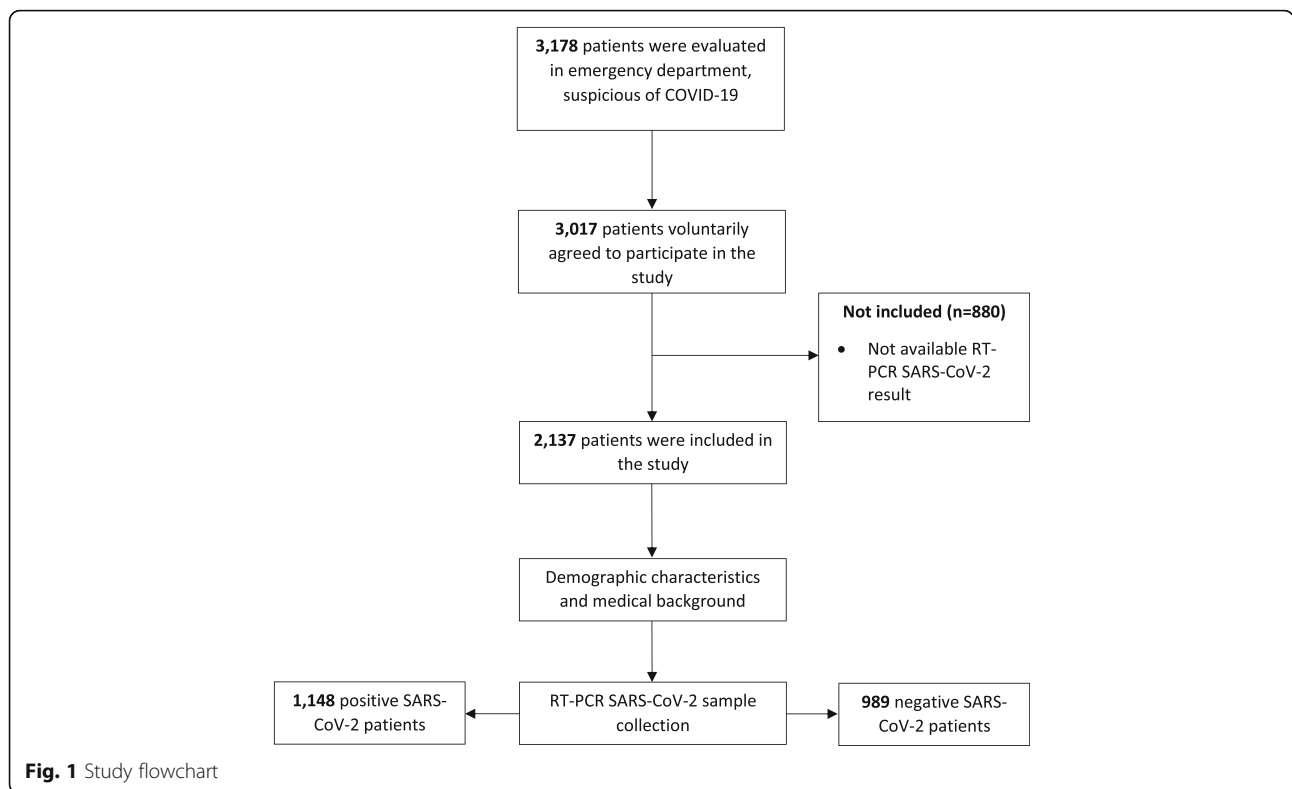 3,178 patients were evaluated
in emergency department,
suspicious of COVID-19
3,017 patients voluntarily
agreed to participate in the
study
Not included (n=880)
• Not available RT-
PCR SARS-CoV-2
result
2,137 patients were included in
the study
Demographic characteristics
and medical background
1,148 positive SARS-
CoV-2 patients
RT-PCR SARS-CoV-2 sample
collection
989 negative SARS-
CoV-2 patients
Fig. 1 Study flowchart